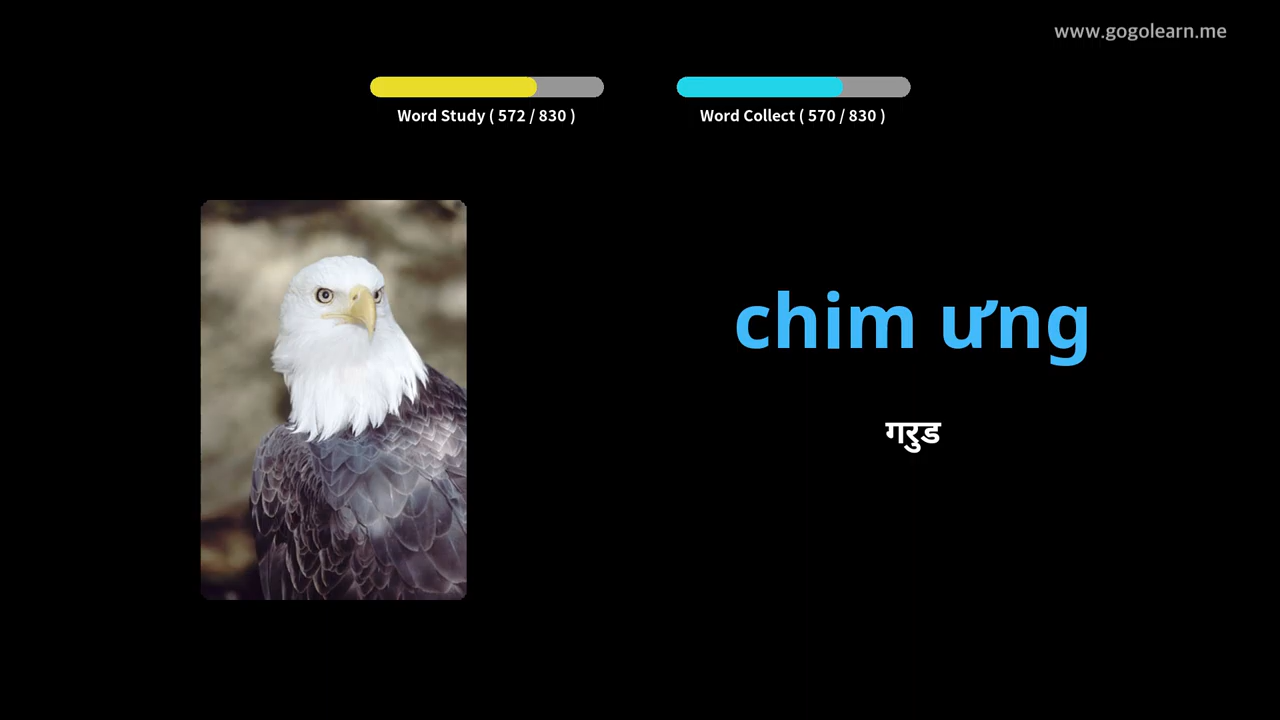 www.gogolearn.me
Word Study ( 572 / 830 )
Word Collect ( 570 / 830 )
chim ưng
गरुड